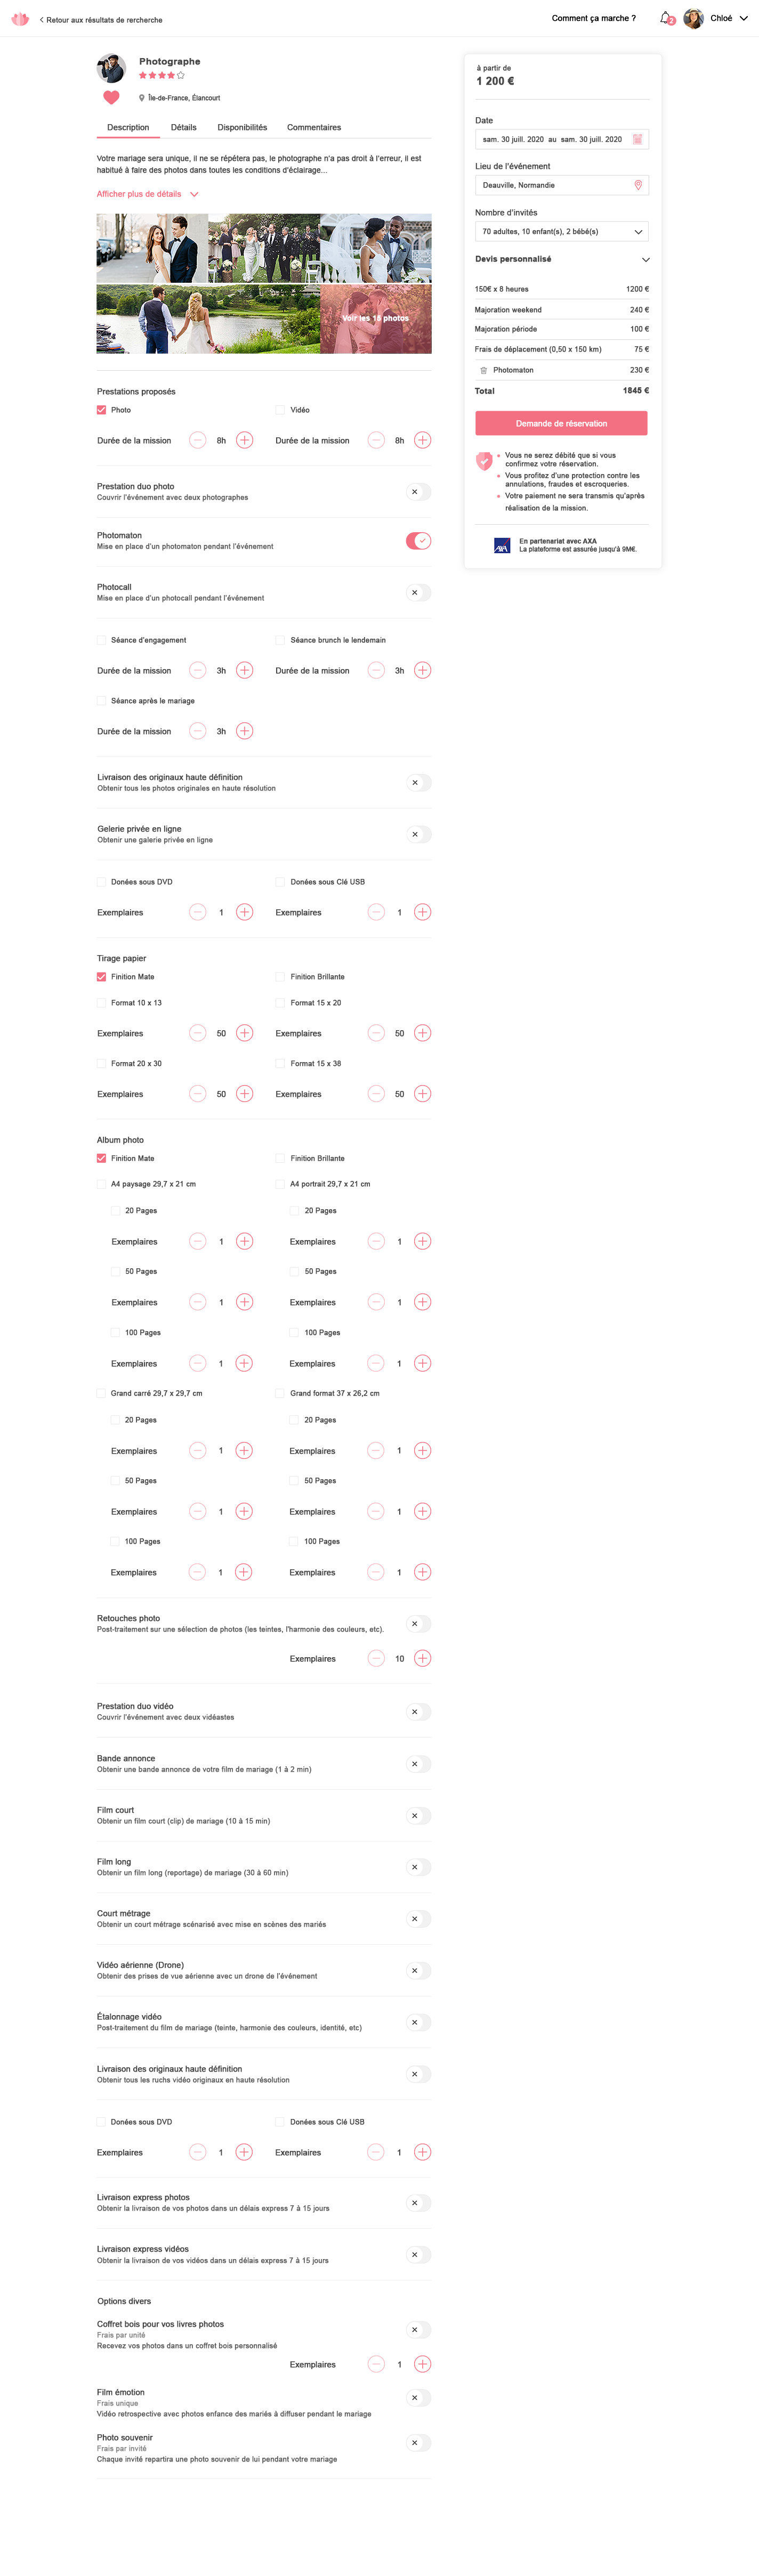 Retour aux résultats de rercherche
Comment ça marche ?
2
Chloé
Photographe
Île-de-France, Élancourt
Description
Détails
Disponibilités
Commentaires
Votre mariage sera unique, il ne se répétera pas, le photographe n'a pas droit à l'erreur, il est
habitué à faire des photos dans toutes les conditions d'éclairage...
Afficher plus de détails
Voir les 15 photos
Prestations proposés
Photo
Vidéo
Durée de la mission
8h
Durée de la mission
8h
Prestation duo photo
Couvrir l'événement avec deux photographes
Photomaton
Mise en place d'un photomaton pendant l'événement
Photocall
Mise en place d'un photocall pendant l'événement
Séance d'engagement
Séance brunch le lendemain
Durée de la mission
3h
Durée de la mission
3h
Séance après le mariage
Durée de la mission
3h
Livraison des originaux haute définition
Obtenir tous les photos originales en haute résolution
Gelerie privée en ligne
Obtenir une galerie privée en ligne
Donées sous DVD
Donées sous Clé USB
Exemplaires
1
Exemplaires
1
Tirage papier
Finition Mate
Finition Brillante
Format 10 x 13
Format 15 x 20
Exemplaires
50
Exemplaires
50
Format 20 x 30
Format 15 x 38
Exemplaires
50
Exemplaires
50
Album photo
Finition Mate
Finition Brillante
A4 paysage 29,7 x 21 cm
A4 portrait 29,7 x 21 cm
20 Pages
20 Pages
Exemplaires
1
Exemplaires
1
50 Pages
50 Pages
Exemplaires
1
Exemplaires
1
100 Pages
100 Pages
Exemplaires
1
Exemplaires
1
Grand carré 29,7 x 29,7 cm
Grand format 37 x 26,2 cm
20 Pages
20 Pages
Exemplaires
1
Exemplaires
1
50 Pages
50 Pages
Exemplaires
1
Exemplaires
1
100 Pages
100 Pages
Exemplaires
1
Exemplaires
1
Retouches photo
Post-traitement sur une sélection de photos (les teintes, l'harmonie des couleurs, etc).
Exemplaires
10
Prestation duo vidéo
Couvrir l'événement avec deux vidéastes
Bande annonce
Obtenir une bande annonce de votre film de mariage (1 à 2 min)
Film court
Obtenir un film court (clip) de mariage (10 à 15 min)
Film long
Obtenir un film long (reportage) de mariage (30 à 60 min)
Court métrage
Obtenir un court métrage scénarisé avec mise en scènes des mariés
Vidéo aérienne (Drone)
Obtenir des prises de vue aérienne avec un drone de l'événement
Étalonnage vidéo
Post-traitement du film de mariage (teinte, harmonie des couleurs, identité, etc)
Livraison des originaux haute définition
Obtenir tous les ruchs vidéo originaux en haute résolution
Donées sous DVD
Donées sous Clé USB
Exemplaires
1
Exemplaires
1
Livraison express photos
Obtenir la livraison de vos photos dans un délais express 7 à 15 jours
Livraison express vidéos
Obtenir la livraison de vos vidéos dans un délais express 7 à 15 jours
Options divers
Coffret bois pour vos livres photos
Frais par unité
Recevez vos photos dans un coffret bois personnalisé
Exemplaires
1
Film émotion
Frais unique
Vidéo retrospective avec photos enfance des mariés à diffuser pendant le mariage
Photo souvenir
Frais par invité
Chaque invité repartira une photo souvenir de lui pendant votre mariage
à partir de
1 200 €
Date
sam. 30 juill. 2020 au sam. 30 juill. 2020
Lieu de l'événement
Deauville, Normandie
Nombre d'invités
70 adultes, 10 enfant(s), 2 bébé(s)
Devis personnalisé
150€ x 8 heures
1200 €
Majoration weekend
240 €
Majoration période
100 €
Frais de déplacement (0,50 x 150 km)
75 €
Photomaton
230 €
Total
1845 €
Demande de réservation
Vous ne serez débité que si vous
confirmez votre réservation.
Vous profitez d'une protection contre les
annulations, fraudes et escroqueries.
Votre paiement ne sera transmis qu'après
réalisation de la mission.
AXA
En partenariat avec AXA
La plateforme est assurée jusqu'à 9M€.